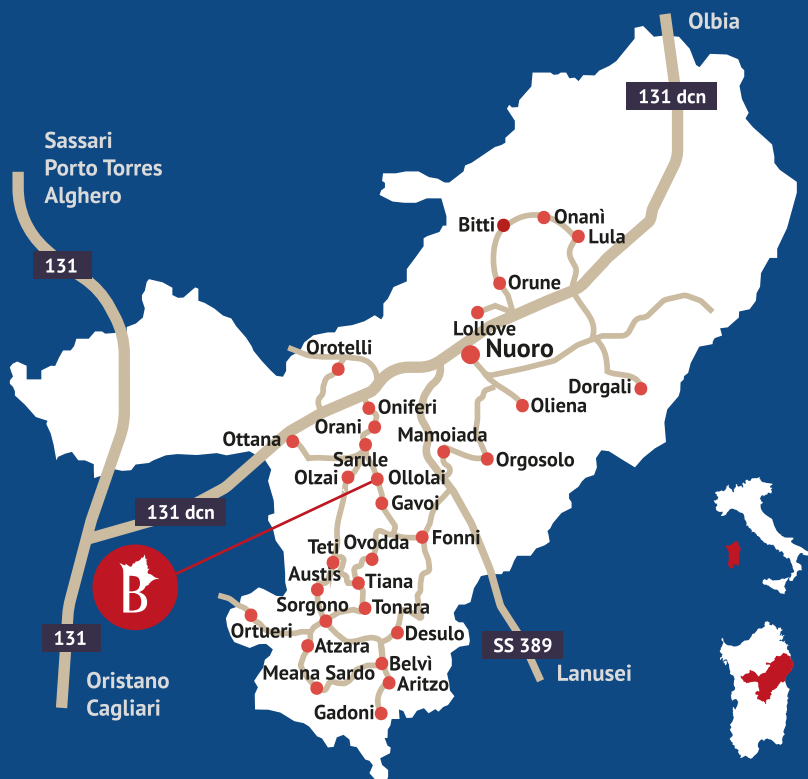 Olbia
131 dcn
Sassari
Porto Torres
Alghero
131
Bitti
Onanì
Lula
Orune
Lollove
Nuoro
Orotelli
Dorgali
Oliena
Oniferi
Orani
Mamoiada
Ottana
Sarule
Orgosolo
Olzai
Ollolai
Gavoi
131 dcn
Fonni
Teti
Ovodda
B
Austis
Tiana
Sorgono
Tonara
Ortueri
Desulo
131
Atzara
SS 389
Belvì
Meana Sardo
Lanusei
Oristano
Cagliari
Aritzo
Gadoni